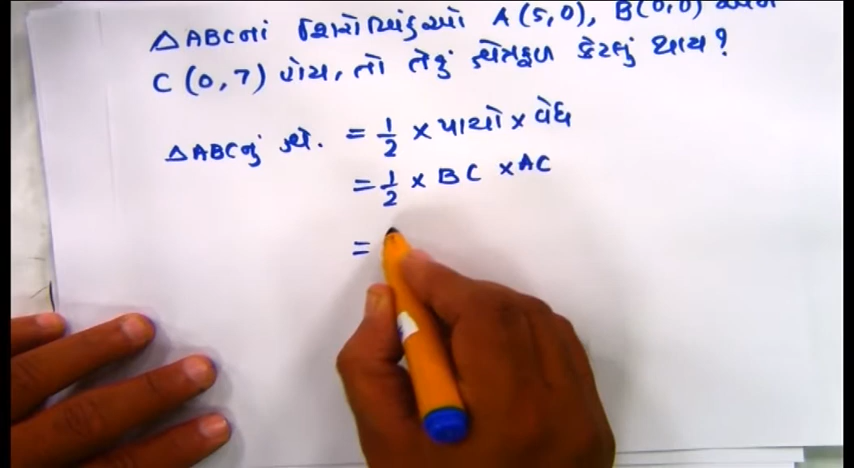 △ABCનાં શિરોબિંદુઓ A(5,0), B(0,0) અને
C(0,7) હોય, તો તેનું ક્ષેત્રફળ કેટલું થાય?
△ABCનું ક્ષે. = 1/2 × પાયો × વેધ
= 1/2 × BC × AC
=